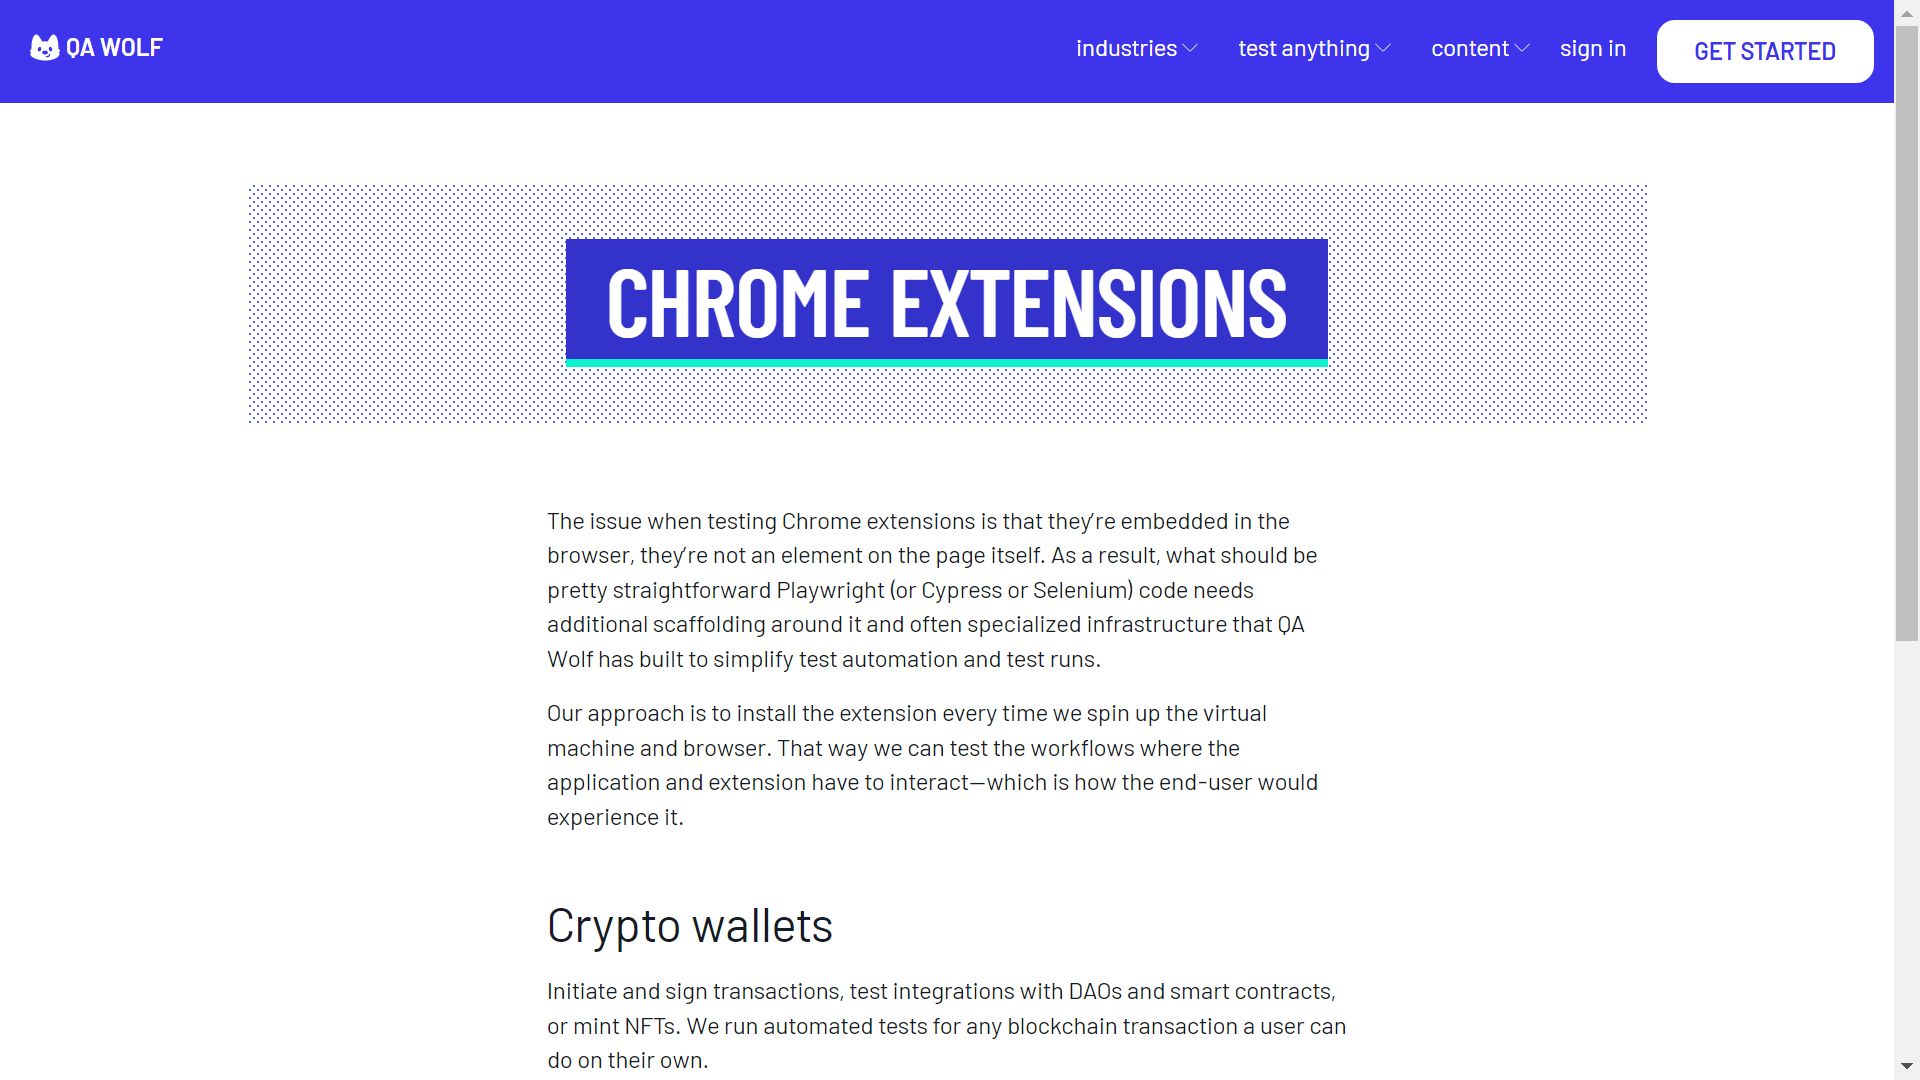 QA WOLF
industries
test anything
content
sign in
GET STARTED
CHROME EXTENSIONS
The issue when testing Chrome extensions is that they’re embedded in the
browser, they’re not an element on the page itself. As a result, what should be
pretty straightforward Playwright (or Cypress or Selenium) code needs
additional scaffolding around it and often specialized infrastructure that QA
Wolf has built to simplify test automation and test runs.
Our approach is to install the extension every time we spin up the virtual
machine and browser. That way we can test the workflows where the
application and extension have to interact—which is how the end-user would
experience it.
Crypto wallets
Initiate and sign transactions, test integrations with DAOs and smart contracts,
or mint NFTs. We run automated tests for any blockchain transaction a user can
do on their own.